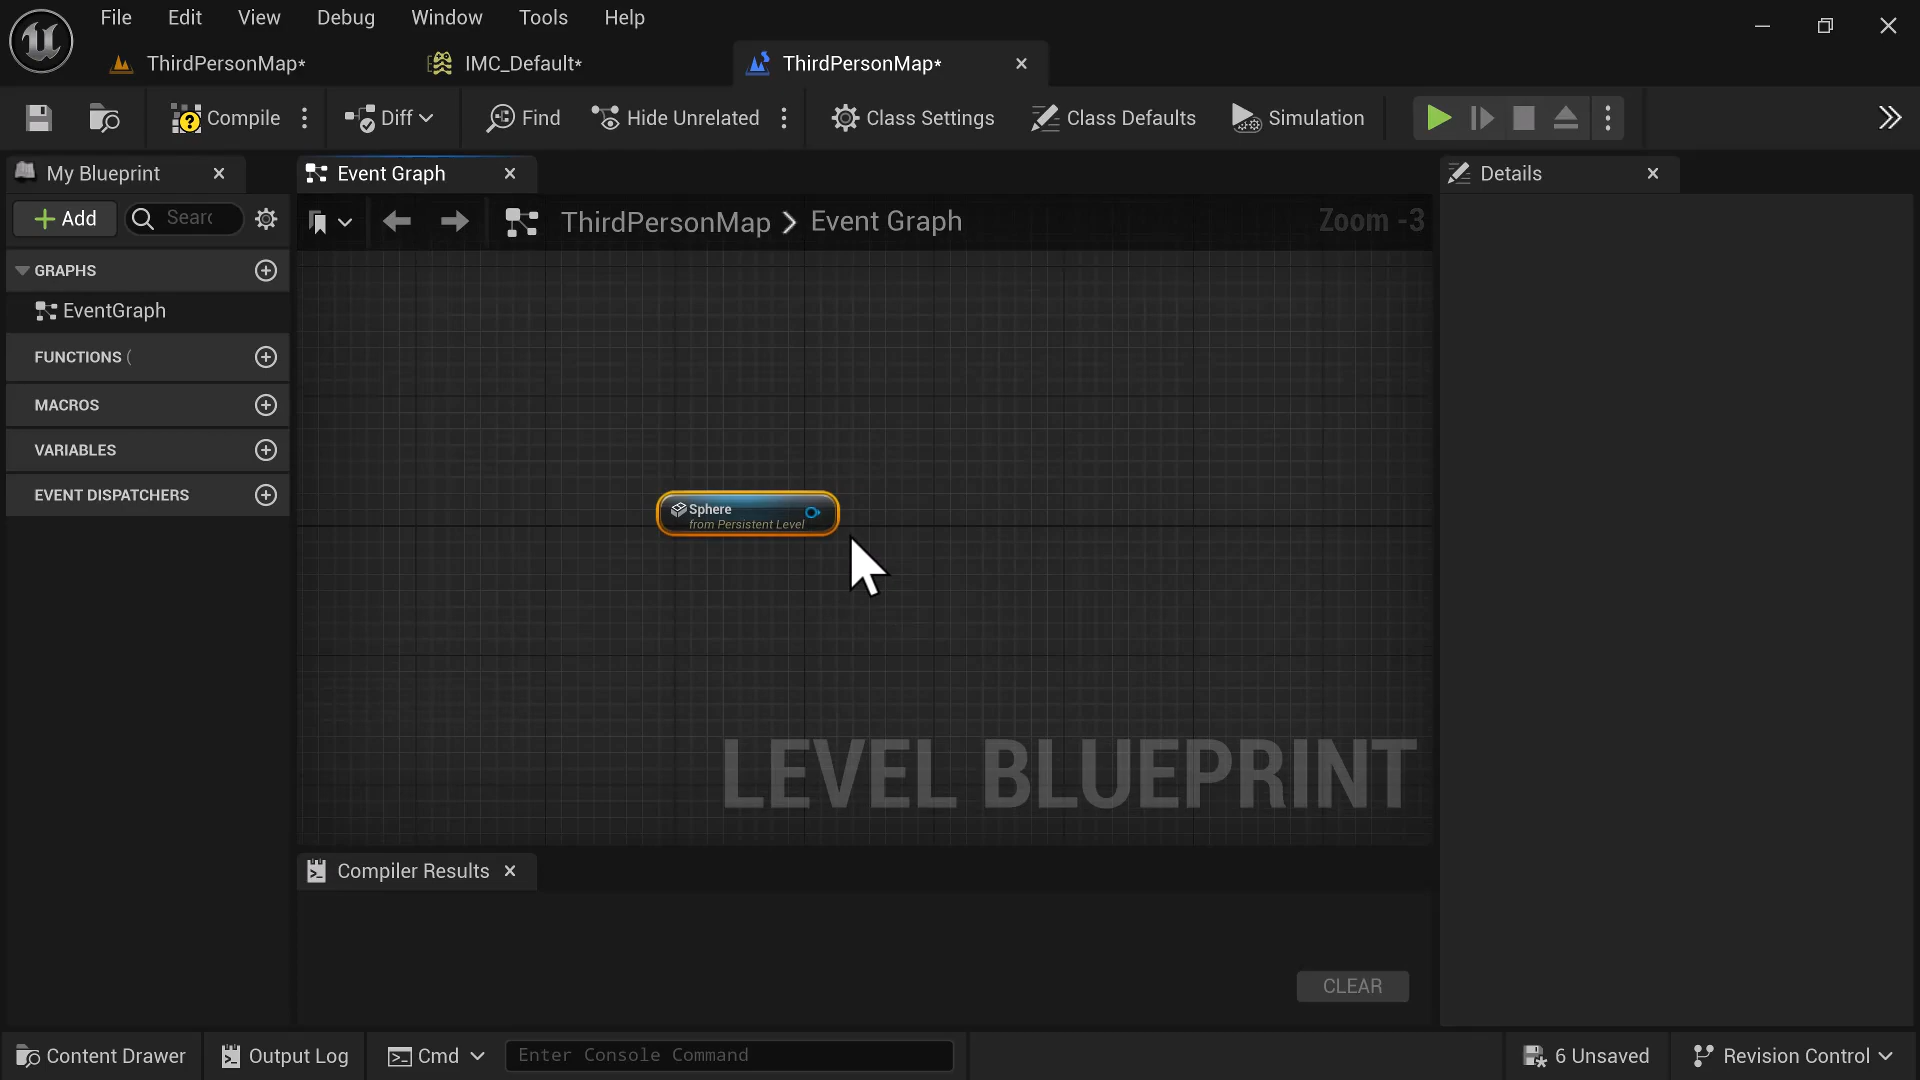 File Edit View Debug Window Tools Help
ThirdPersonMap* IMC_Default* ThirdPersonMap*
Compile Diff Find Hide Unrelated Class Settings Class Defaults Simulation
My Blueprint Event Graph Details
Add Searc ThirdPersonMap Event Graph Zoom -3
GRAPHS
EventGraph
FUNCTIONS (
MACROS
VARIABLES
EVENT DISPATCHERS
Sphere
from Persistent Level
LEVEL BLUEPRINT
Compiler Results
CLEAR
Content Drawer Output Log Cmd Enter Console Command 6 Unsaved Revision Control